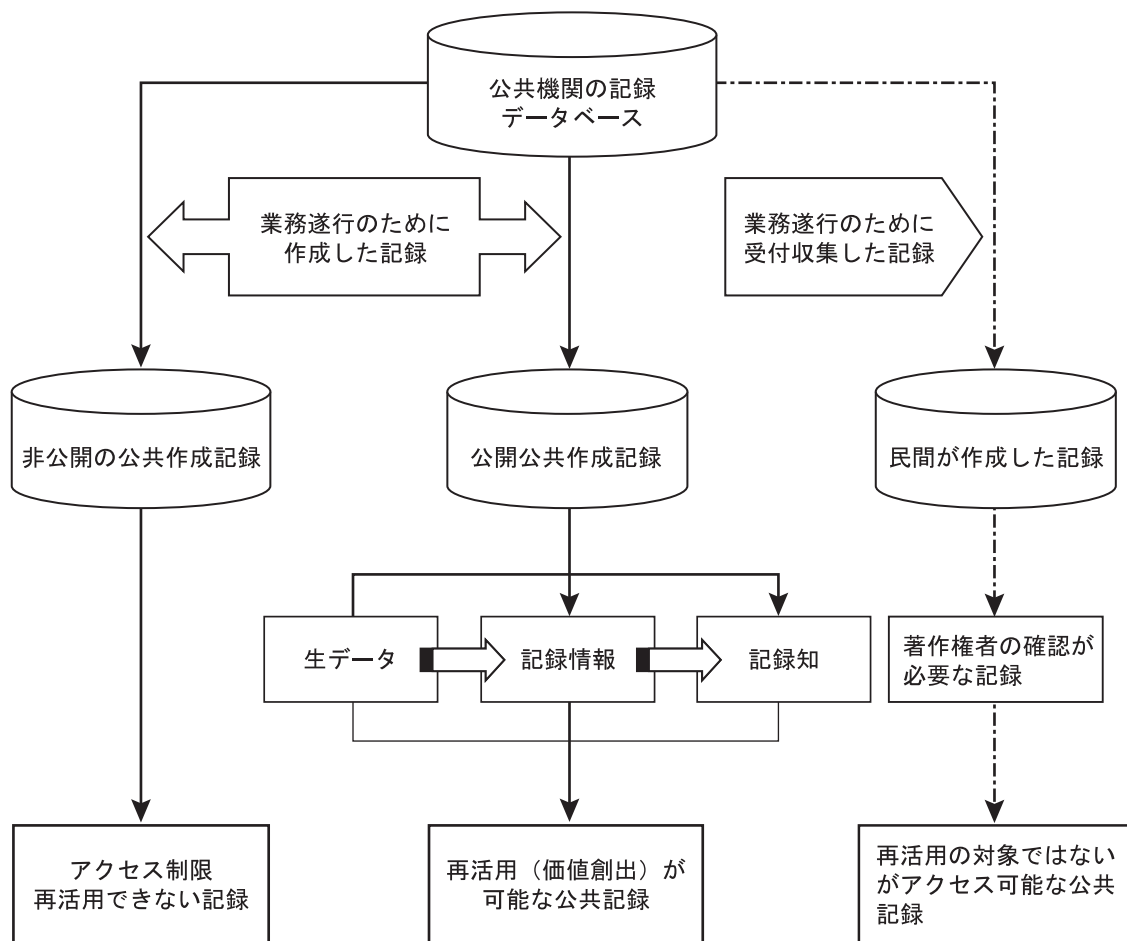 公共機関の記録
データベース
業務遂行のために
作成した記録
業務遂行のために
受付収集した記録
非公開の公共作成記録
公開公共作成記録
民間が作成した記録
生データ
記録情報
記録知
著作権者の確認が
必要な記録
アクセス制限
再活用できない記録
再活用（価値創出）が
可能な公共記録
再活用の対象ではない
がアクセス可能な公共
記録